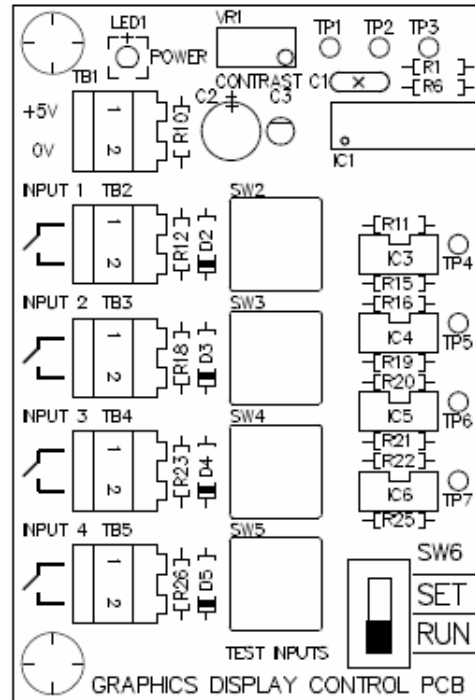 LED1
VR1
TP1 TP2 TP3
POWER
TB1
CONTRAST C1
R1
R6
+5V
1
R10
C2
C3
0V
2
IC1
INPUT 1 TB2
SW2
1
2
R12
D2
R11
IC3
TP4
R15
INPUT 2 TB3
SW3
R16
1
2
R18
D3
IC4
TP5
R19
R20
INPUT 3 TB4
SW4
1
2
R23
D4
IC5
TP6
R21
R22
INPUT 4 TB5
SW5
1
2
R26
D5
IC6
TP7
R25
SW6
SET
RUN
TEST INPUTS
GRAPHICS DISPLAY CONTROL PCB